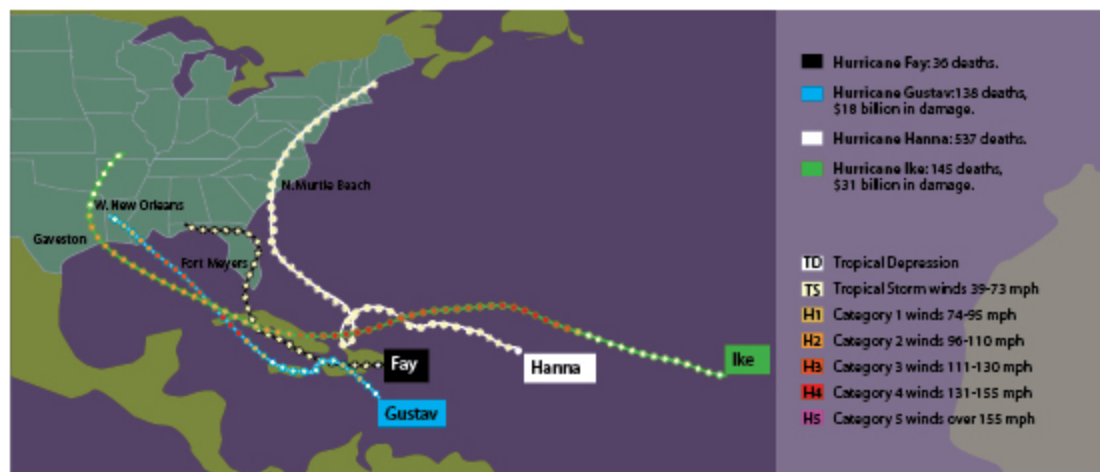 Hurricane Fay: 36 deaths.
Hurricane Gustav:138 deaths,
$18 billion in damage.
Hurricane Hanna: 537 deaths.
Hurricane Ike: 145 deaths,
$31 billion in damage.
N. Murtle Beach
W. New Orleans
Gaveston
Fort Meyers
Fay
Hanna
Ike
Gustav
TD Tropical Depression
TS Tropical Storm winds 39-73 mph
H1 Category 1 winds 74-95 mph
H2 Category 2 winds 96-110 mph
H3 Category 3 winds 111-130 mph
H4 Category 4 winds 131-155 mph
H5 Category 5 winds over 155 mph